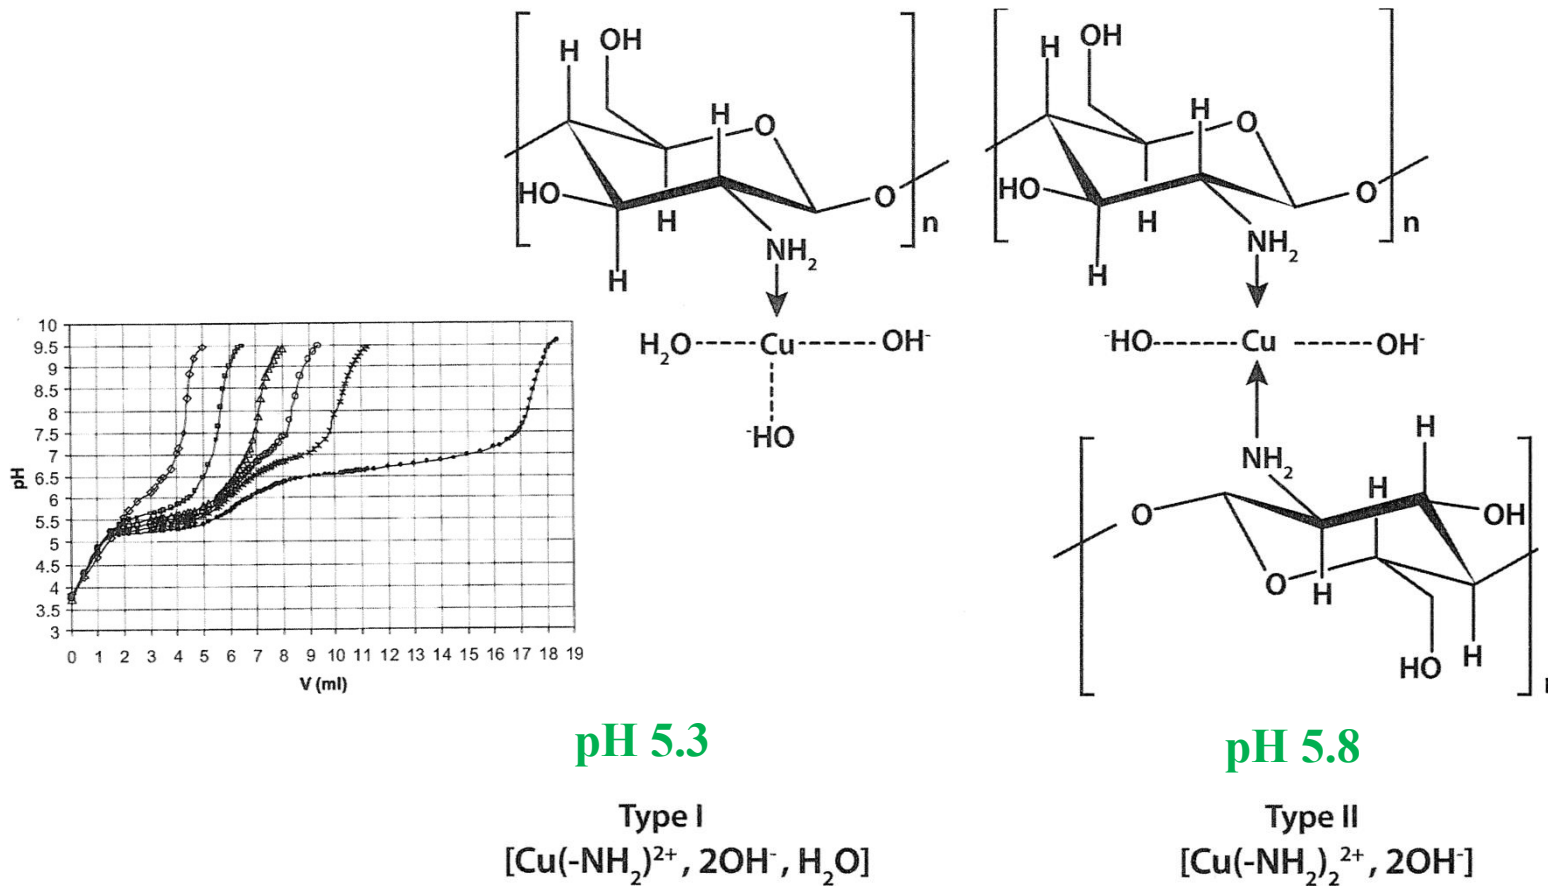 H
OH
H
O
HO
H
H
NH₂
O
n
H₂O
Cu
OH⁻
⁻HO
H
OH
H
O
HO
H
H
NH₂
O
n
⁻HO
Cu
OH⁻
NH₂
H
H
O
OH
O
H
HO
H
10
9.5
9
8.5
8
7.5
7
6.5
6
5.5
5
4.5
4
3.5
3
pH
0 1 2 3 4 5 6 7 8 9 10 11 12 13 14 15 16 17 18 19
V (ml)
pH 5.3
pH 5.8
Type I
[Cu(-NH₂)²⁺, 2OH⁻, H₂O]
Type II
[Cu(-NH₂)₂²⁺, 2OH⁻]